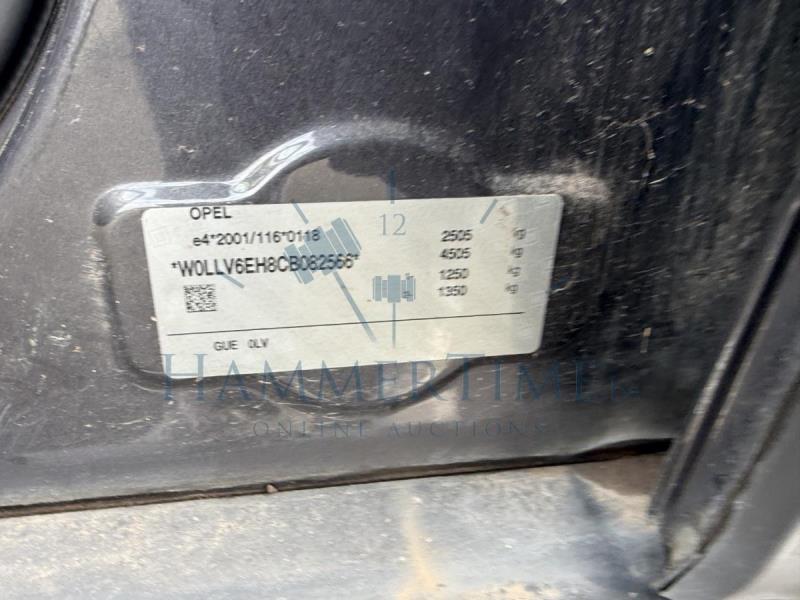 OPEL
e4*2001/116*0118
*W0LLV6EH8CB082566*
2505 kg
4505 kg
1250 kg
1350 kg
GUE 0LV
12
HAMMERTIME
ONLINE AUCTIONS